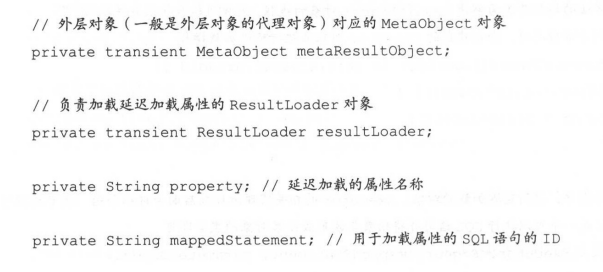 // 外层对象（一般是外层对象的代理对象）对应的 MetaObject 对象
private transient MetaObject metaResultObject;
// 负责加载延迟加载属性的 ResultLoader 对象
private transient ResultLoader resultLoader;
private String property; // 延迟加载的属性名称
private String mappedStatement; // 用于加载属性的 SQL 语句的 ID